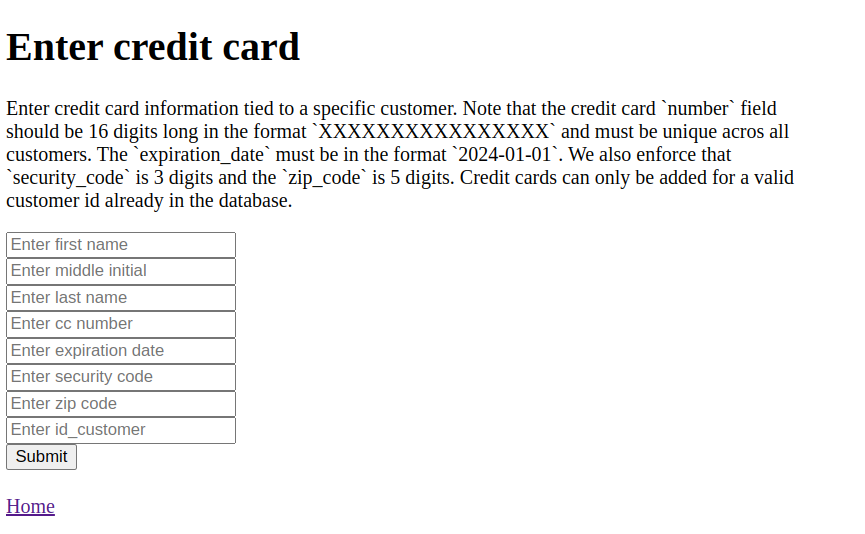 Enter credit card
Enter credit card information tied to a specific customer. Note that the credit card `number` field
should be 16 digits long in the format `XXXXXXXXXXXXXXXX` and must be unique acros all
customers. The `expiration_date` must be in the format `2024-01-01`. We also enforce that
`security_code` is 3 digits and the `zip_code` is 5 digits. Credit cards can only be added for a valid
customer id already in the database.
Enter first name
Enter middle initial
Enter last name
Enter cc number
Enter expiration date
Enter security code
Enter zip code
Enter id_customer
Submit
Home